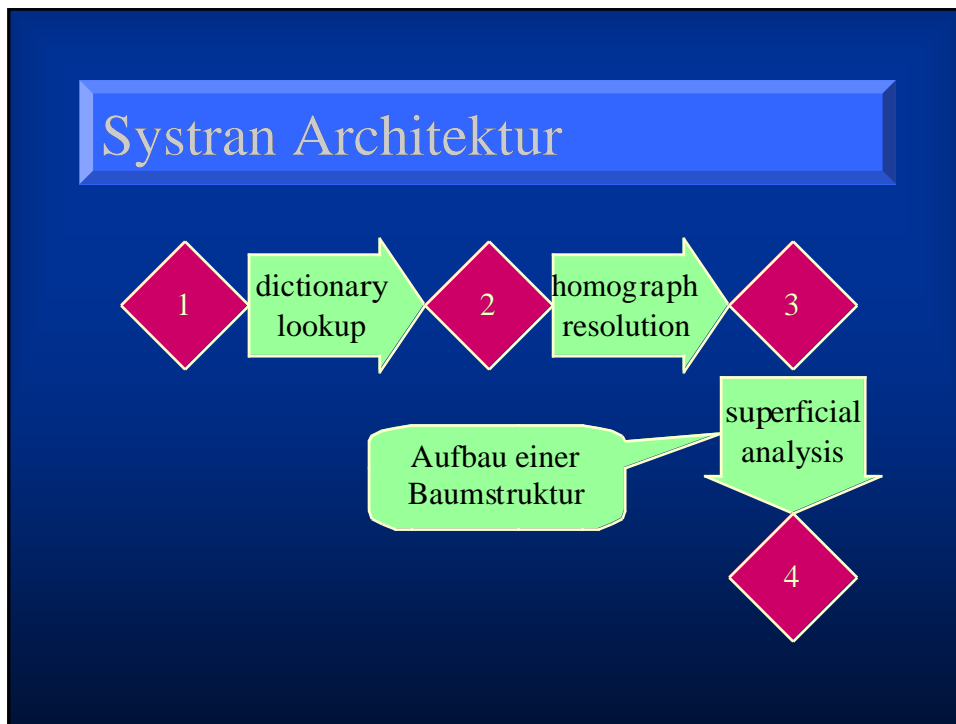 Systran Architektur
1
dictionary
lookup
2
homograph
resolution
3
superficial
analysis
Aufbau einer
Baumstruktur
4